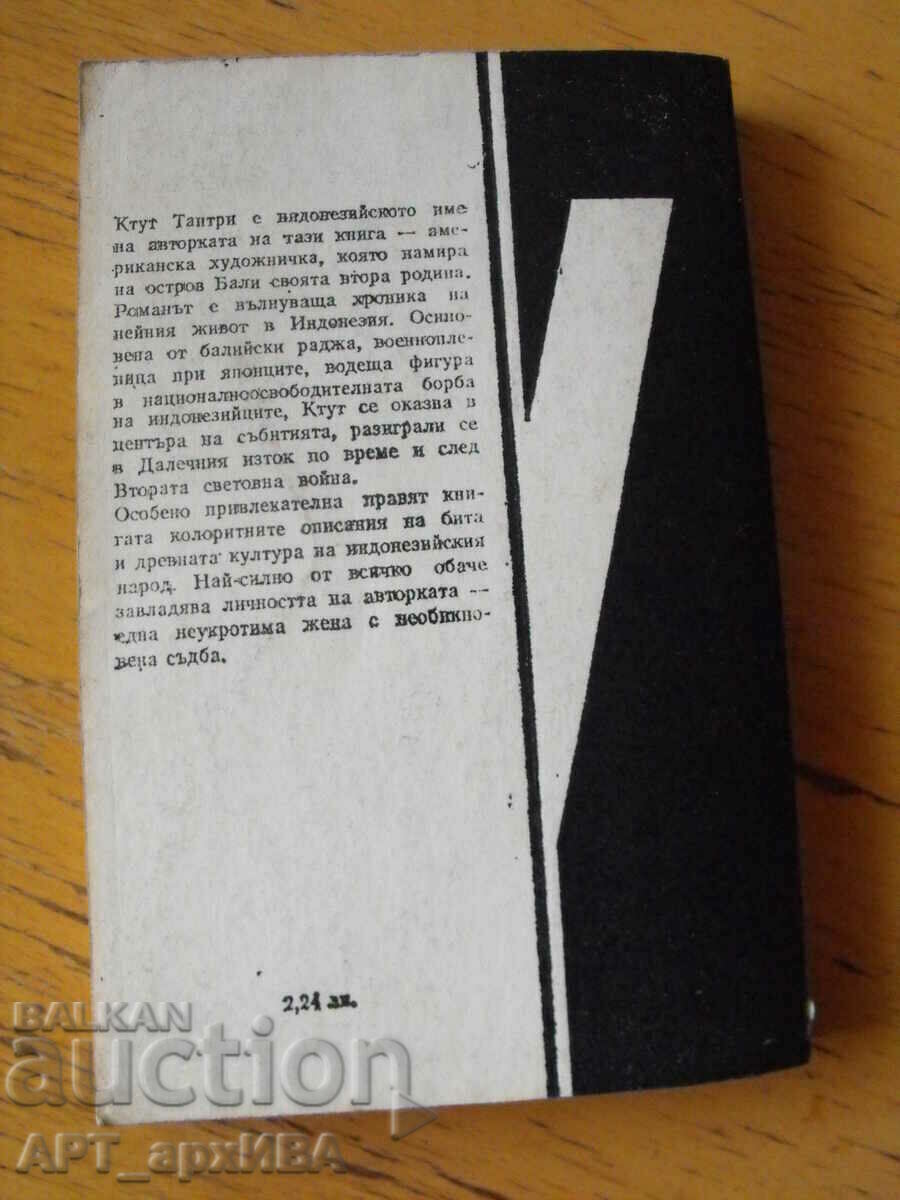 Ктут Тантри е индонезийското име
на авторката на тази книга — аме-
риканска художничка, която намира
на остров Бали своята втора родина.
Романът е вълнуваща хроника на
нейния живот в Индонезия. Осино-
вена от балийски раджа, военнопле-
ница при японците, водеща фигура
в националноосвободителната борба
на индонезийците, Ктут се оказва в
центъра на събитията, разиграли се
в Далечния изток по време и след
Втората световна война.
Особено привлекателна правят кни-
гата колоритните описания на бита
и древната култура на индонезийския
народ. Най-силно от всичко обаче
завладява личността на авторката —
една неукротима жена с необикно-
вена съдба.
2,24 лв.
BALKAN
auction
АРТ_архИВА